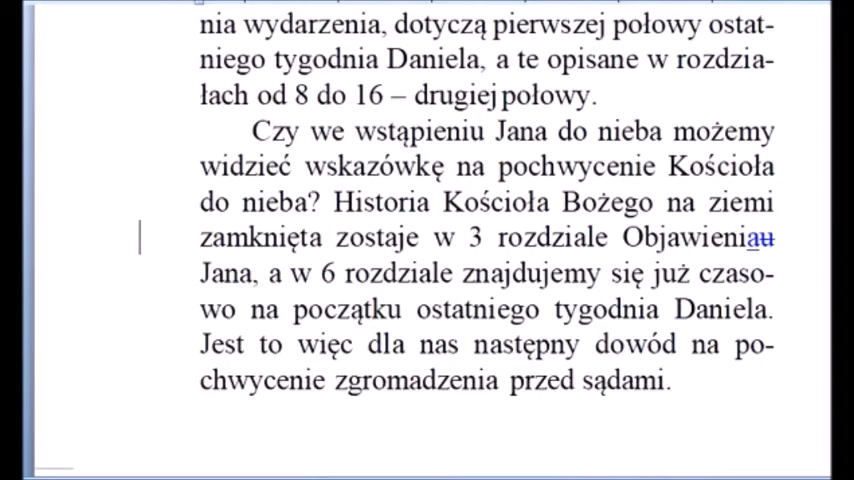 nia wydarzenia, dotyczą pierwszej połowy ostat-
niego tygodnia Daniela, a te opisane w rozdzia-
łach od 8 do 16 – drugiej połowy.
Czy we wstąpieniu Jana do nieba możemy
widzieć wskazówkę na pochwycenie Kościoła
do nieba? Historia Kościoła Bożego na ziemi
zamknięta zostaje w 3 rozdziale Objawieniau
Jana, a w 6 rozdziale znajdujemy się już czaso-
wo na początku ostatniego tygodnia Daniela.
Jest to więc dla nas następny dowód na po-
chwycenie zgromadzenia przed sądami.